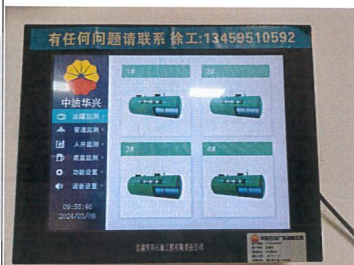 有任何问题请联系 徐工:13459510592
中油华兴
1#
2#
油罐监测
管道监测
人井监测
底盆监测
功能设置
语音设置
3#
4#
09:58:46
2024/03/06